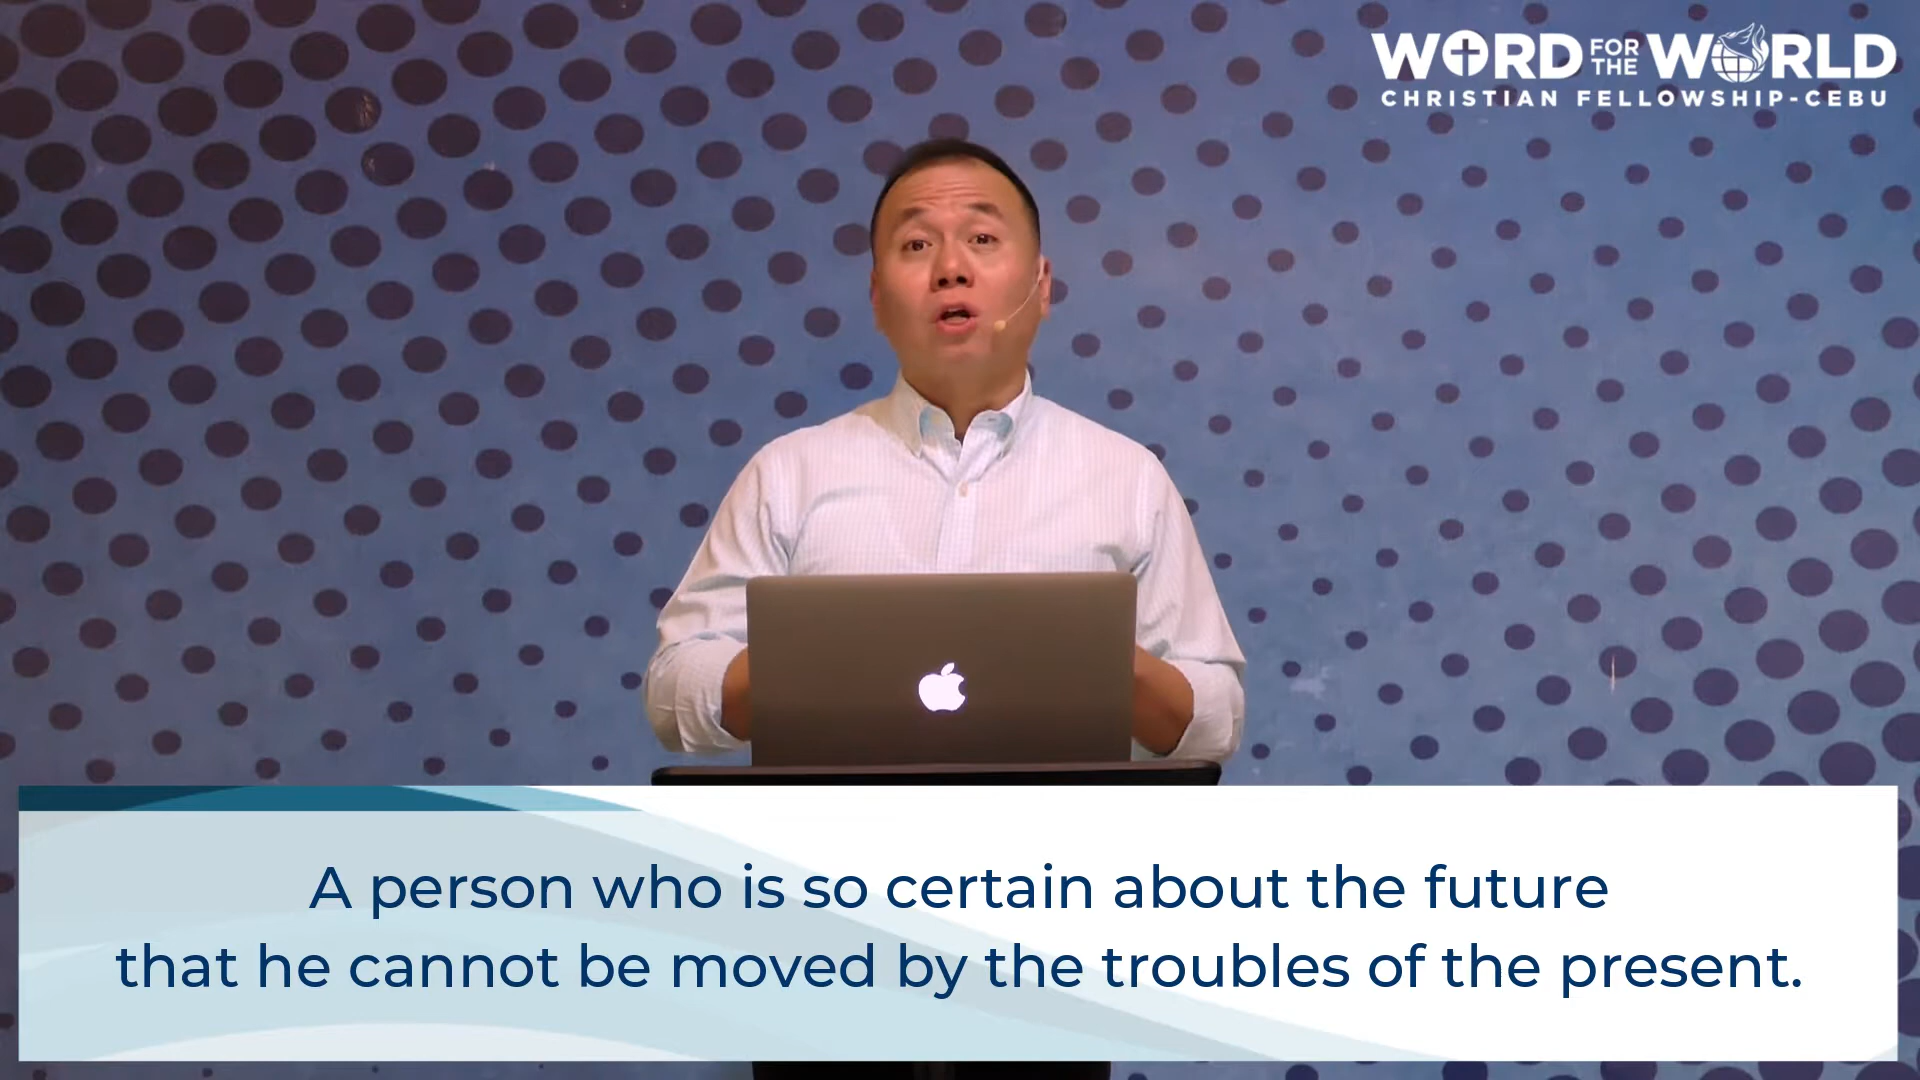 WORD FOR THE WORLD
CHRISTIAN FELLOWSHIP-CEBU
A person who is so certain about the future
that he cannot be moved by the troubles of the present.